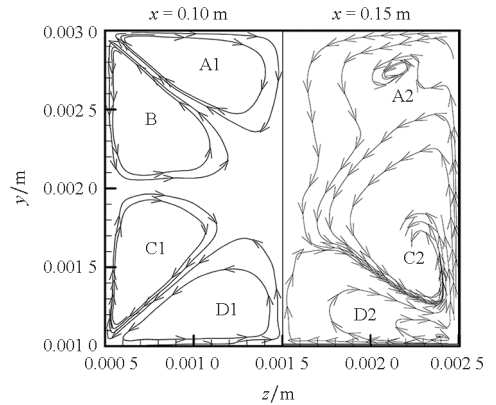 x = 0.10 m x = 0.15 m
0.003 0
A1
A2
0.002 5
B
y/m
0.002 0
C1 C2
0.001 5
D1 D2
0.001 0
0.000 5 0.001 0 0.001 5 0.002 0 0.002 5
z/m